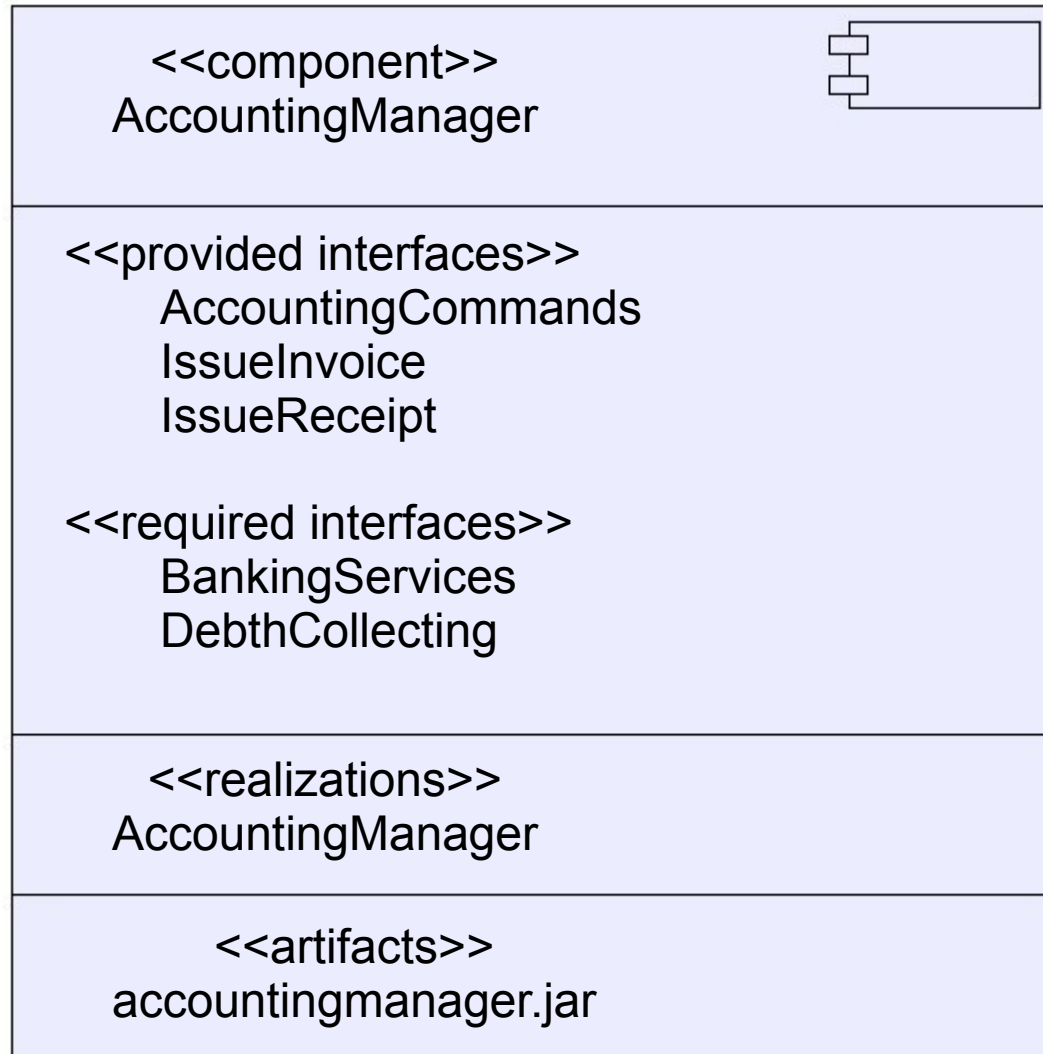 <<component>>
AccountingManager
<<provided interfaces>>
AccountingCommands
IssueInvoice
IssueReceipt
<<required interfaces>>
BankingServices
DebthCollecting
<<realizations>>
AccountingManager
<<artifacts>>
accountingmanager.jar